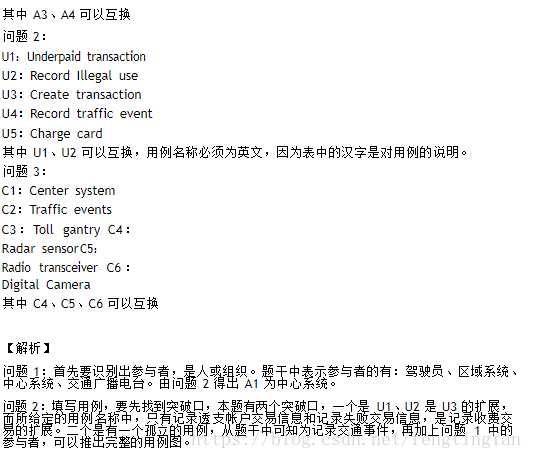 其中 A3、A4 可以互换
问题 2：
U1：Underpaid transaction
U2：Record Illegal use
U3：Create transaction
U4：Record traffic event
U5：Charge card
其中 U1、U2 可以互换，用例名称必须为英文，因为表中的汉字是对用例的说明。
问题 3：
C1：Center system
C2：Traffic events
C3：Toll gantry C4：
Radar sensorC5：
Radio transceiver C6：
Digital Camera
其中 C4、C5、C6 可以互换
【解析】
问题 1：首先要识别出参与者，是人或组织。题干中表示参与者的有：驾驶员、区域系统、
中心系统、交通广播电台。由问题 2 得出 A1 为中心系统。
问题 2：填写用例，要先找到突破口，本题有两个突破口，一个是 U1、U2 是 U3 的扩展，
而所给定的用例名称中，只有记录透支帐户交易信息和记录失败交易信息，是记录收费交
易的扩展。二个是有一个孤立的用例，从题干中可知为记录交通事件，再加上问题 1 中的
参与者，可以推出完整的用例图。
https://blog.csdn.net/fengtingYan